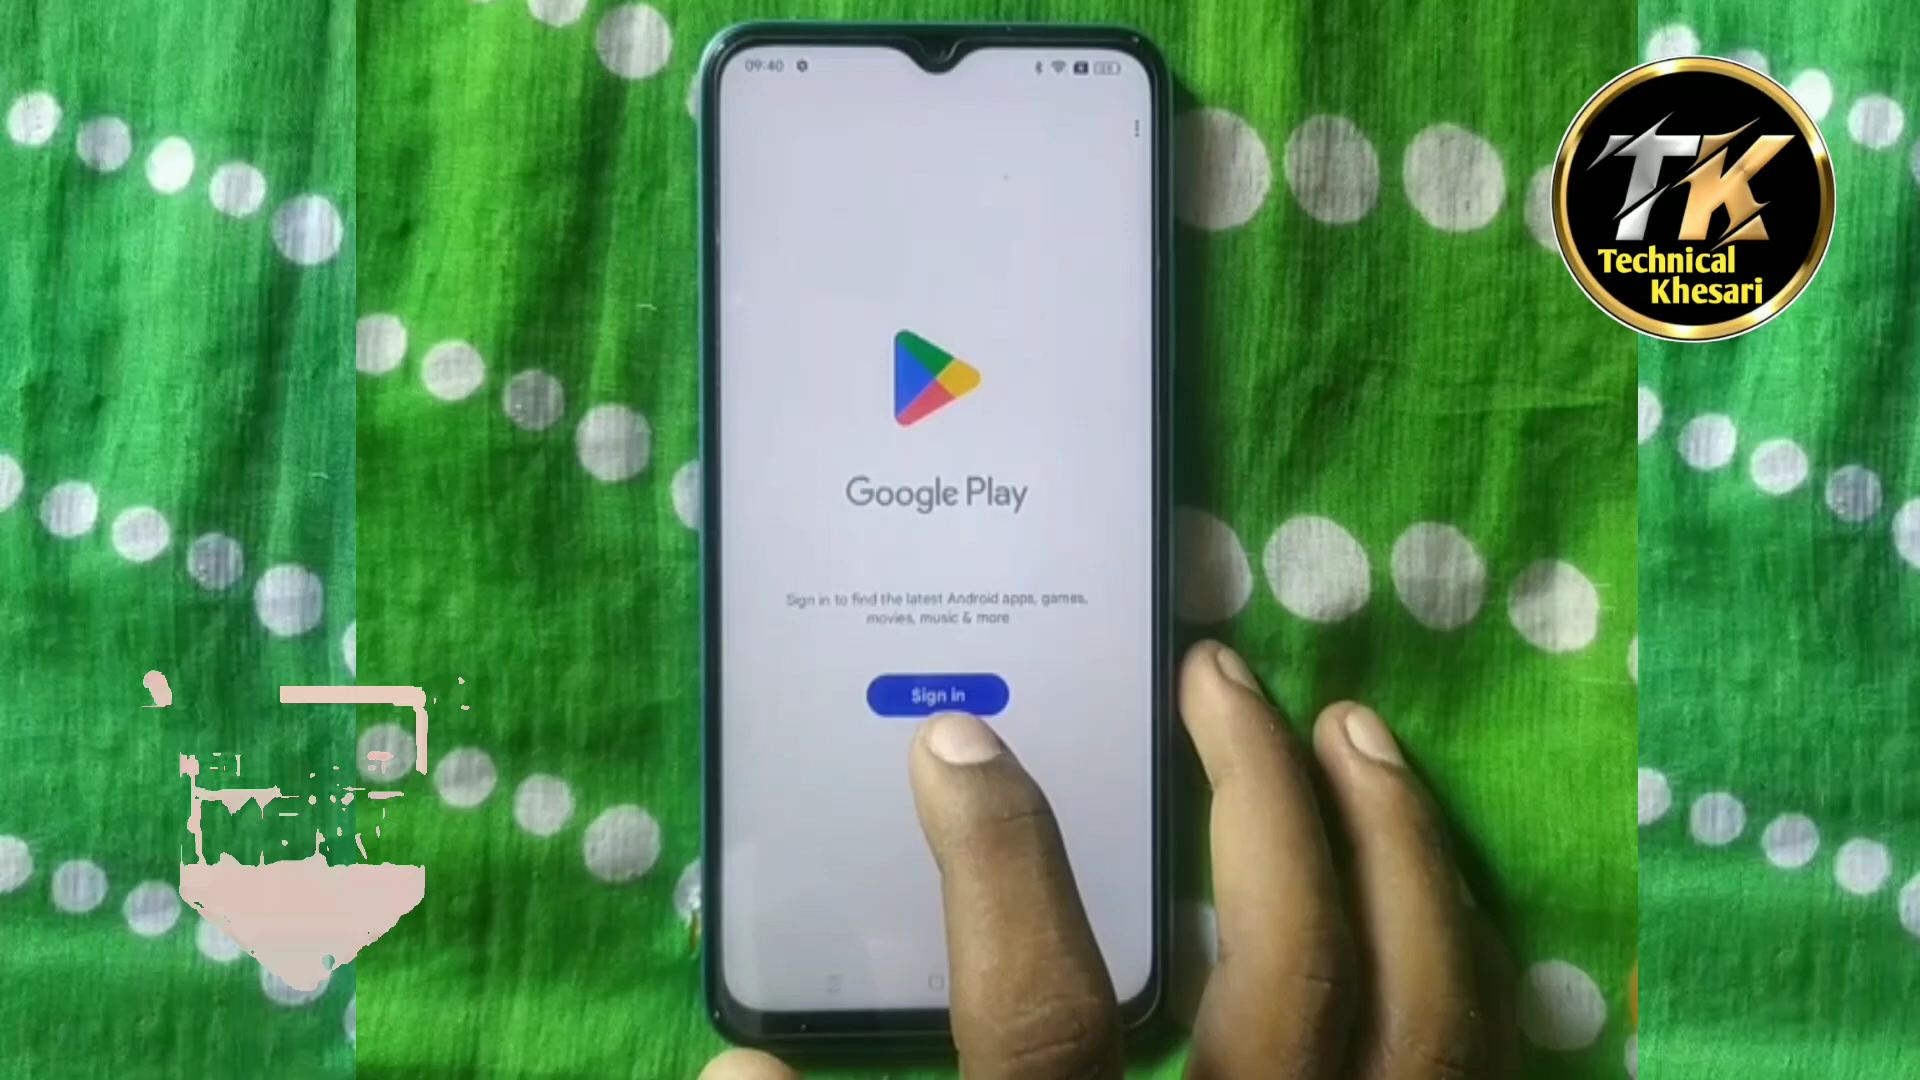 09:40
TK
Technical
Khesari
Google Play
Sign in to find the latest Android apps, games,
movies, music & more
Sign in